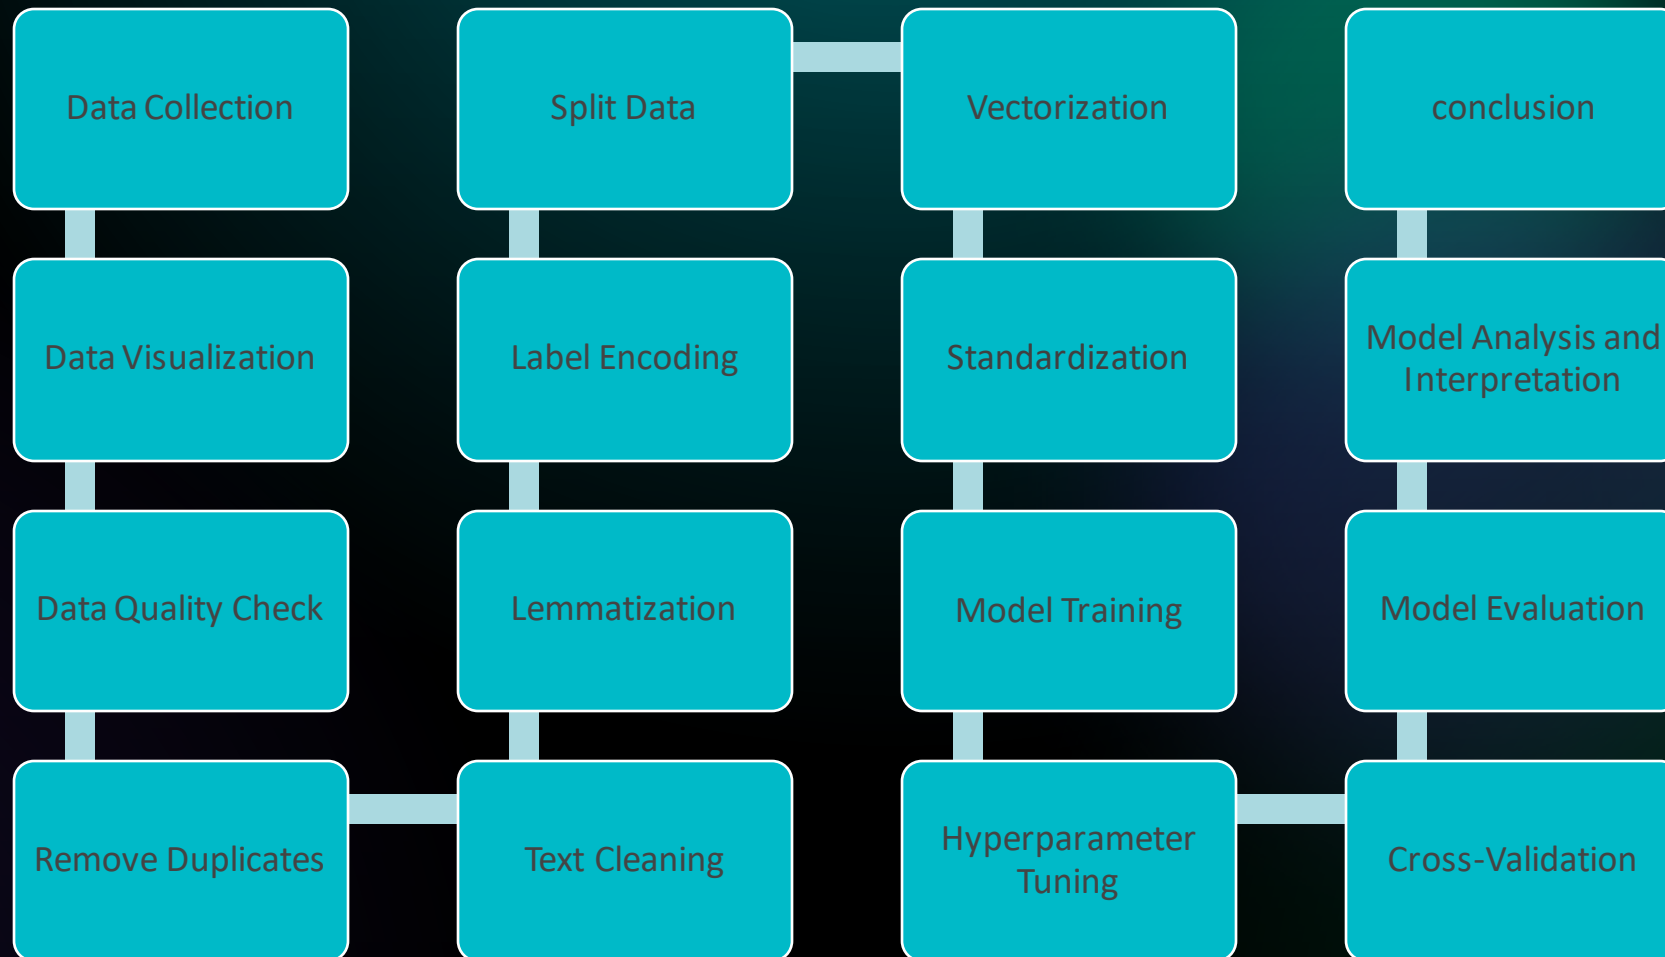 Data Collection
Data Visualization
Data Quality Check
Remove Duplicates
Text Cleaning
Lemmatization
Label Encoding
Split Data
Vectorization
Standardization
Model Training
Hyperparameter
Tuning
Cross-Validation
Model Evaluation
Model Analysis and
Interpretation
conclusion